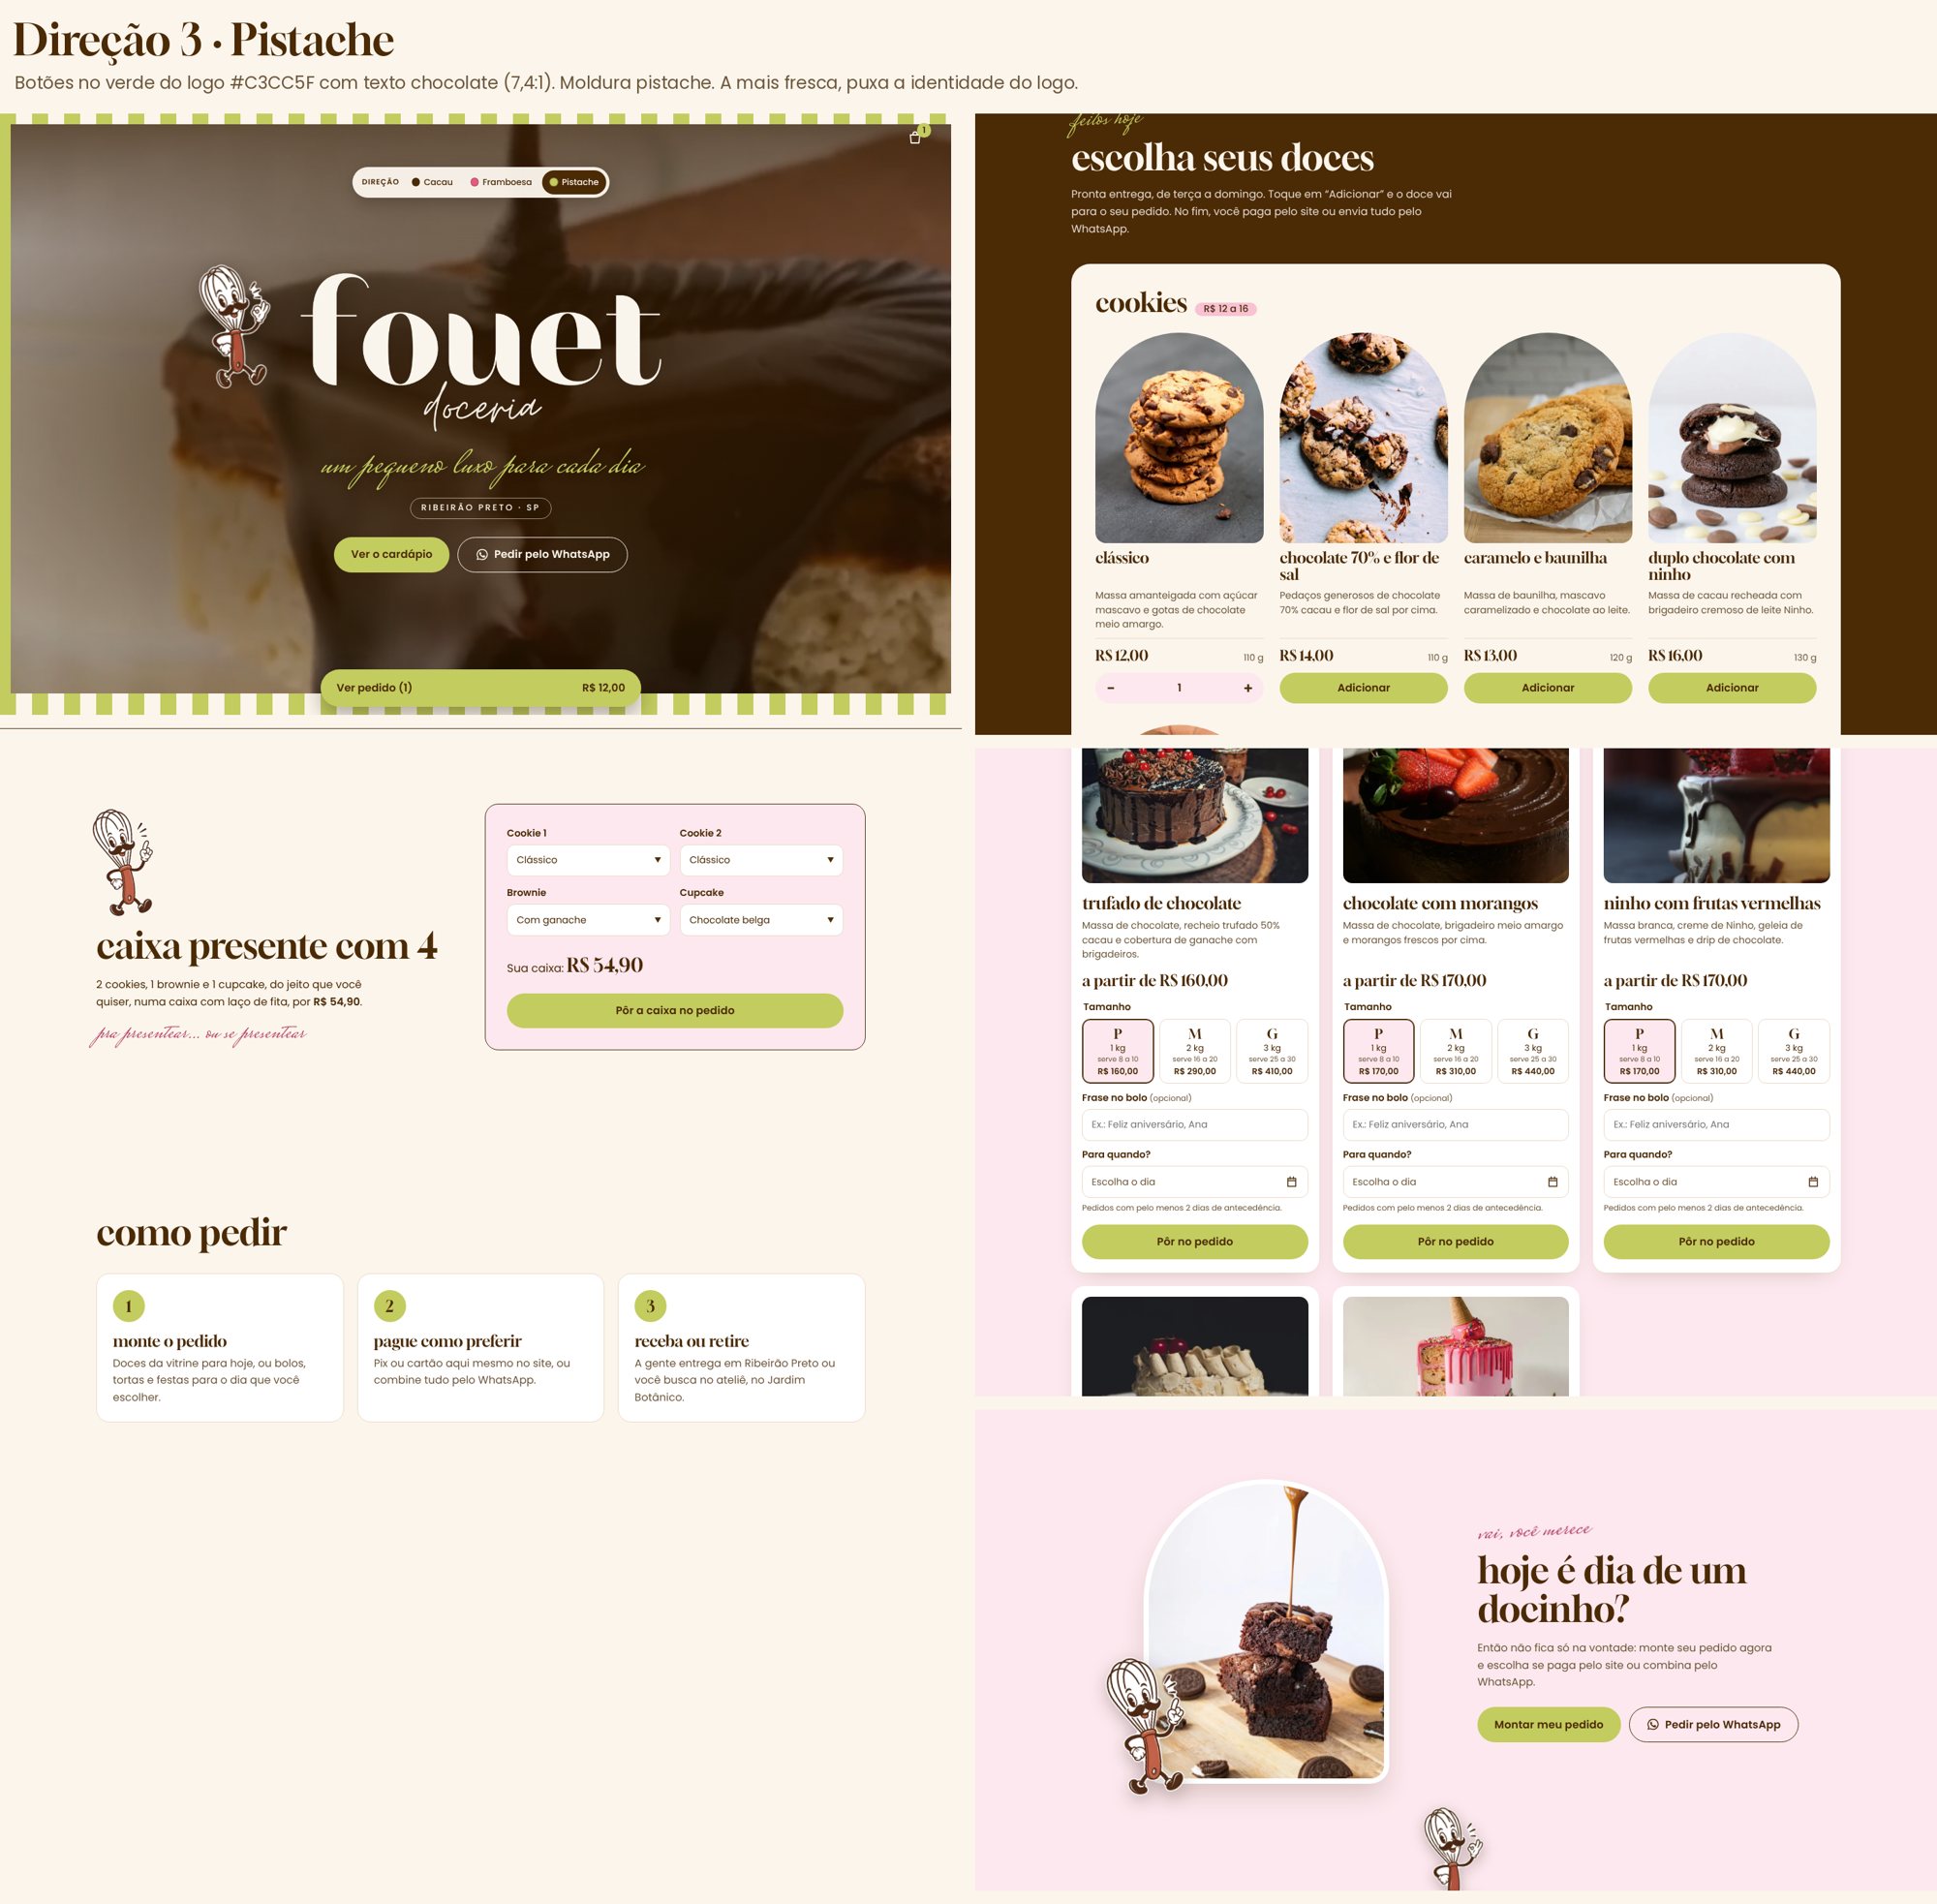 Direção 3 · Pistache
Botões no verde do logo #C3CC5F com texto chocolate (7,4:1). Moldura pistache. A mais fresca, puxa a identidade do logo.
1
DIREÇÃO Cacau Framboesa Pistache
fouet
doceria
um pequeno luxo para cada dia
RIBEIRÃO PRETO · SP
Ver o cardápio Pedir pelo WhatsApp
Ver pedido (1) R$ 12,00
feitos hoje
escolha seus doces
Pronta entrega, de terça a domingo. Toque em “Adicionar” e o doce vai
para o seu pedido. No fim, você paga pelo site ou envia tudo pelo
WhatsApp.
cookies R$ 12 a 16
clássico
Massa amanteigada com açúcar
mascavo e gotas de chocolate
meio amargo.
R$ 12,00 110 g
− 1 +
chocolate 70% e flor de
sal
Pedaços generosos de chocolate
70% cacau e flor de sal por cima.
R$ 14,00 110 g
Adicionar
caramelo e baunilha
Massa de baunilha, mascavo
caramelizado e chocolate ao leite.
R$ 13,00 120 g
Adicionar
duplo chocolate com
ninho
Massa de cacau recheada com
brigadeiro cremoso de leite Ninho.
R$ 16,00 130 g
Adicionar
caixa presente com 4
2 cookies, 1 brownie e 1 cupcake, do jeito que você
quiser, numa caixa com laço de fita, por R$ 54,90.
pra presentear... ou se presentear
Cookie 1 Cookie 2
Clássico Clássico
Brownie Cupcake
Com ganache Chocolate belga
Sua caixa: R$ 54,90
Pôr a caixa no pedido
como pedir
1
monte o pedido
Doces da vitrine para hoje, ou bolos,
tortas e festas para o dia que você
escolher.
2
pague como preferir
Pix ou cartão aqui mesmo no site, ou
combine tudo pelo WhatsApp.
3
receba ou retire
A gente entrega em Ribeirão Preto ou
você busca no ateliê, no Jardim
Botânico.
trufado de chocolate
Massa de chocolate, recheio trufado 50%
cacau e cobertura de ganache com
brigadeiros.
a partir de R$ 160,00
Tamanho
P M G
1 kg 2 kg 3 kg
serve 8 a 10 serve 16 a 20 serve 25 a 30
R$ 160,00 R$ 290,00 R$ 410,00
Frase no bolo (opcional)
Ex.: Feliz aniversário, Ana
Para quando?
Escolha o dia
Pedidos com pelo menos 2 dias de antecedência.
Pôr no pedido
chocolate com morangos
Massa de chocolate, brigadeiro meio amargo
e morangos frescos por cima.
a partir de R$ 170,00
Tamanho
P M G
1 kg 2 kg 3 kg
serve 8 a 10 serve 16 a 20 serve 25 a 30
R$ 170,00 R$ 310,00 R$ 440,00
Frase no bolo (opcional)
Ex.: Feliz aniversário, Ana
Para quando?
Escolha o dia
Pedidos com pelo menos 2 dias de antecedência.
Pôr no pedido
ninho com frutas vermelhas
Massa branca, creme de Ninho, geleia de
frutas vermelhas e drip de chocolate.
a partir de R$ 170,00
Tamanho
P M G
1 kg 2 kg 3 kg
serve 8 a 10 serve 16 a 20 serve 25 a 30
R$ 170,00 R$ 310,00 R$ 440,00
Frase no bolo (opcional)
Ex.: Feliz aniversário, Ana
Para quando?
Escolha o dia
Pedidos com pelo menos 2 dias de antecedência.
Pôr no pedido
vai, você merece
hoje é dia de um
docinho?
Então não fica só na vontade: monte seu pedido agora
e escolha se paga pelo site ou combina pelo
WhatsApp.
Montar meu pedido Pedir pelo WhatsApp